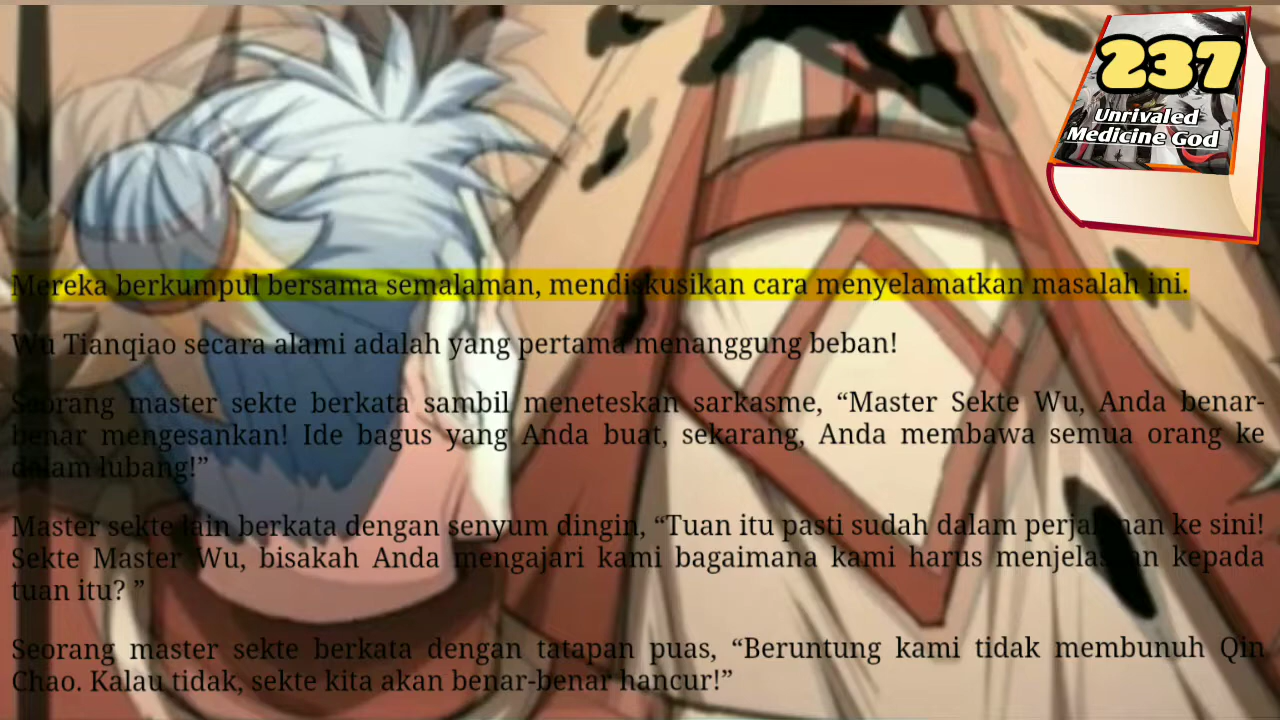 237
Unrivaled
Medicine God
Mereka berkumpul bersama semalaman, mendiskusikan cara menyelamatkan masalah ini.
Wu Tianqiao secara alami adalah yang pertama menanggung beban!
Seorang master sekte berkata sambil meneteskan sarkasme, “Master Sekte Wu, Anda benar-
benar mengesankan! Ide bagus yang Anda buat, sekarang, Anda membawa semua orang ke
dalam lubang!”
Master sekte lain berkata dengan senyum dingin, “Tuan itu pasti sudah dalam perjalanan ke sini!
Sekte Master Wu, bisakah Anda mengajari kami bagaimana kami harus menjelaskan kepada
tuan itu? ”
Seorang master sekte berkata dengan tatapan puas, “Beruntung kami tidak membunuh Qin
Chao. Kalau tidak, sekte kita akan benar-benar hancur!”